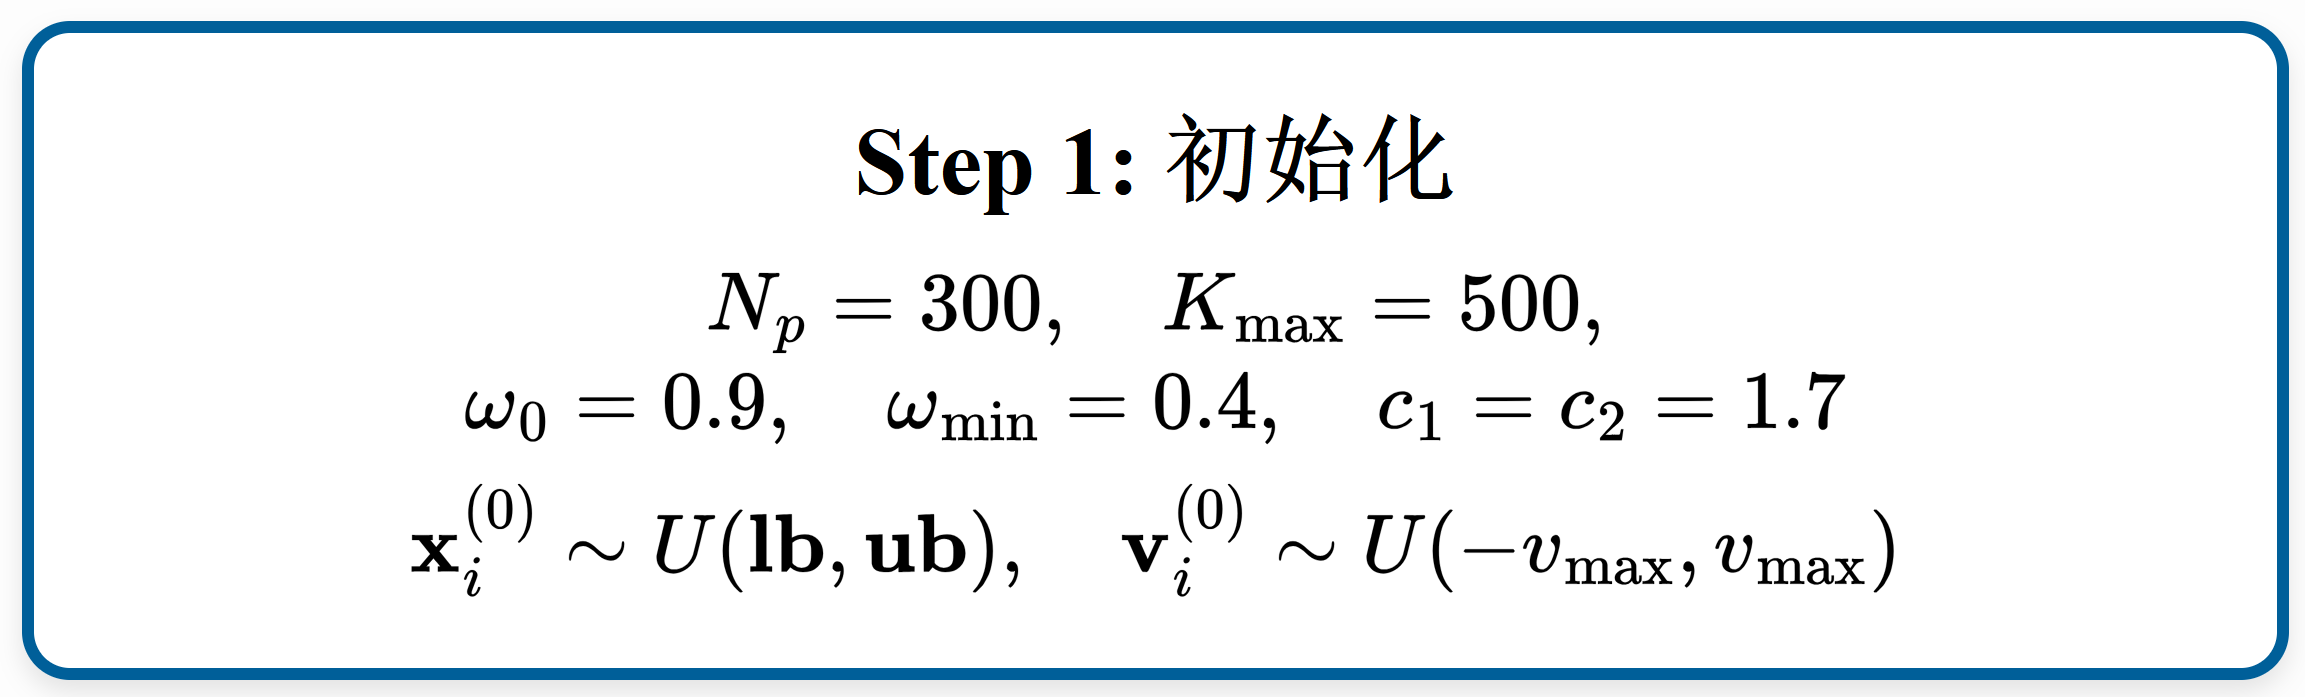 Step 1: 初始化
N_p = 300, K_max = 500,
ω_0 = 0.9, ω_min = 0.4, c_1 = c_2 = 1.7
x_i^(0) ∼ U(lb, ub), v_i^(0) ∼ U(−v_max, v_max)